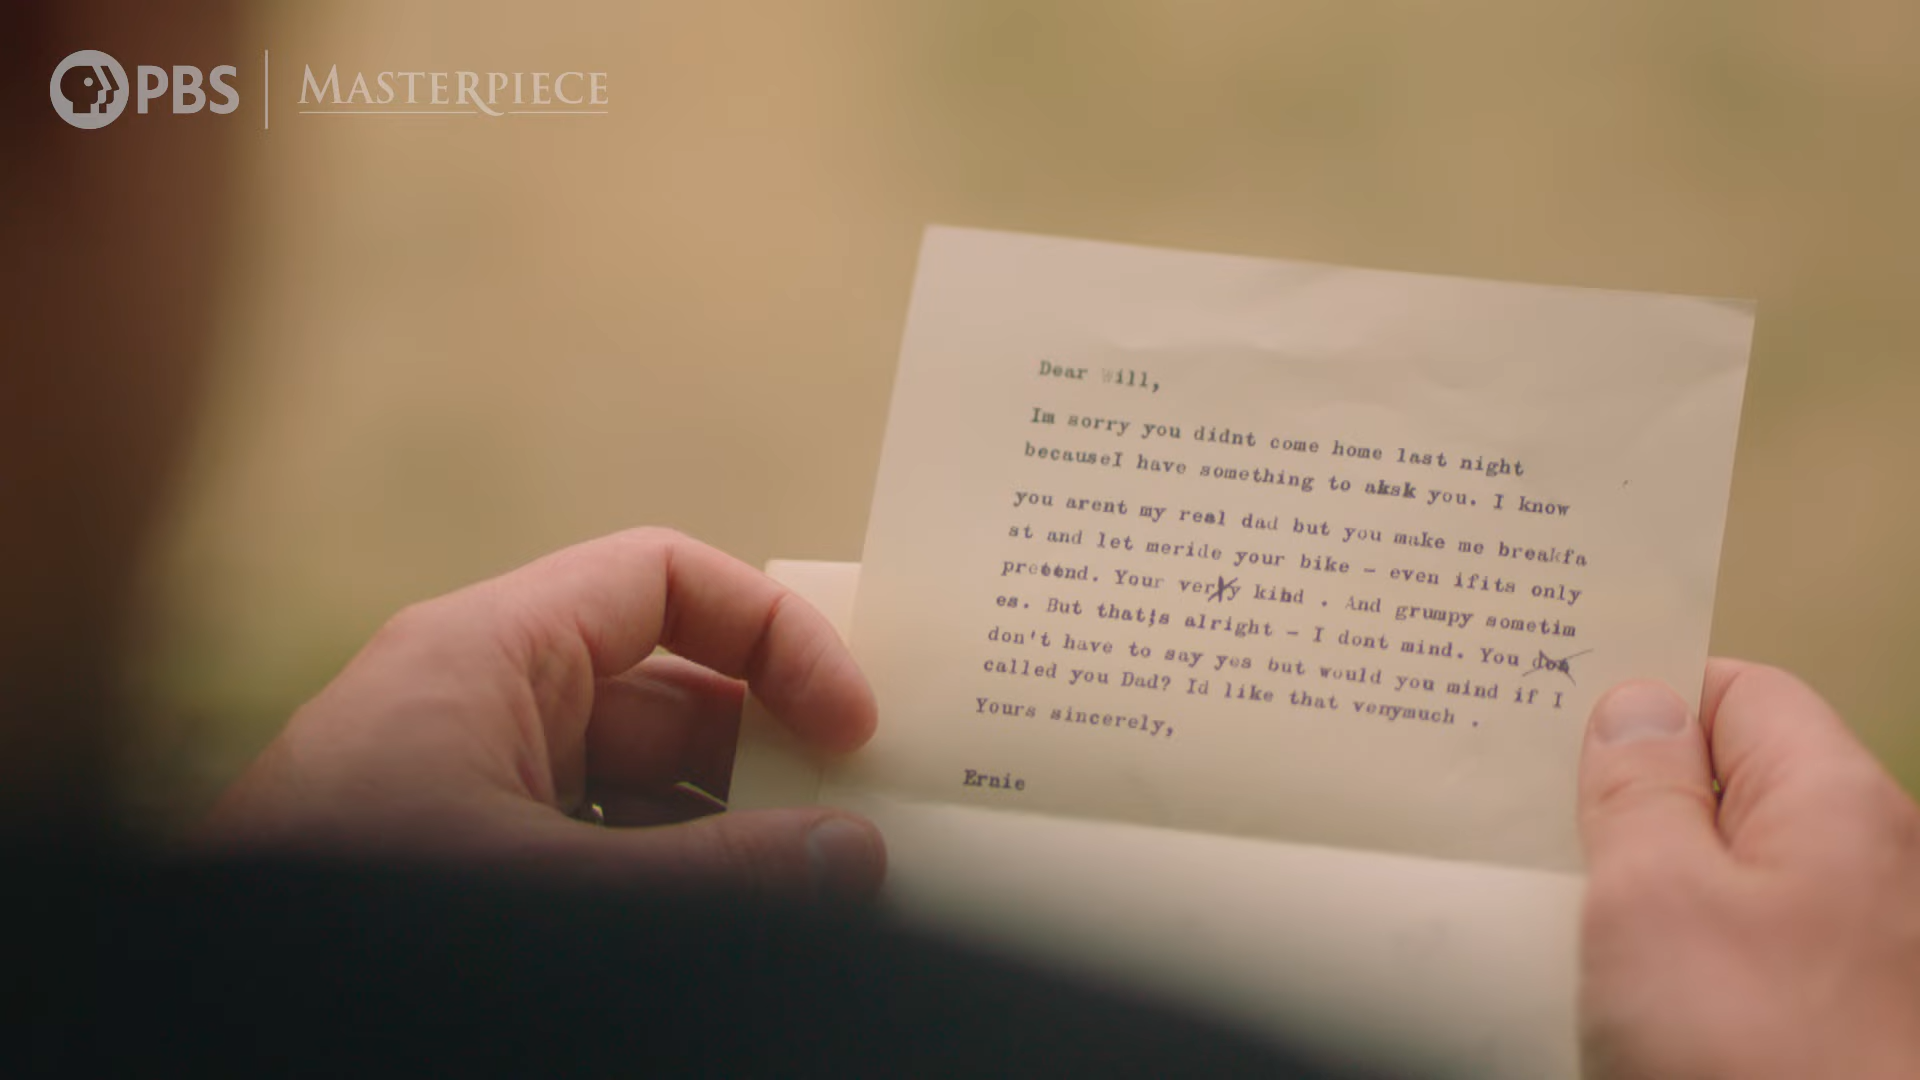 PBS | MASTERPIECE
Dear Will,
Im sorry you didnt come home last night
becauseI have something to aksk you. I know
you arent my real dad but you make me breakfa
st and let meride your bike - even ifits only
pretend. Your very kind . And grumpy sometim
es. But that's alright - I dont mind. You don
don't have to say yes but would you mind if I
called you Dad? Id like that venymuch .
Yours sincerely,
Ernie